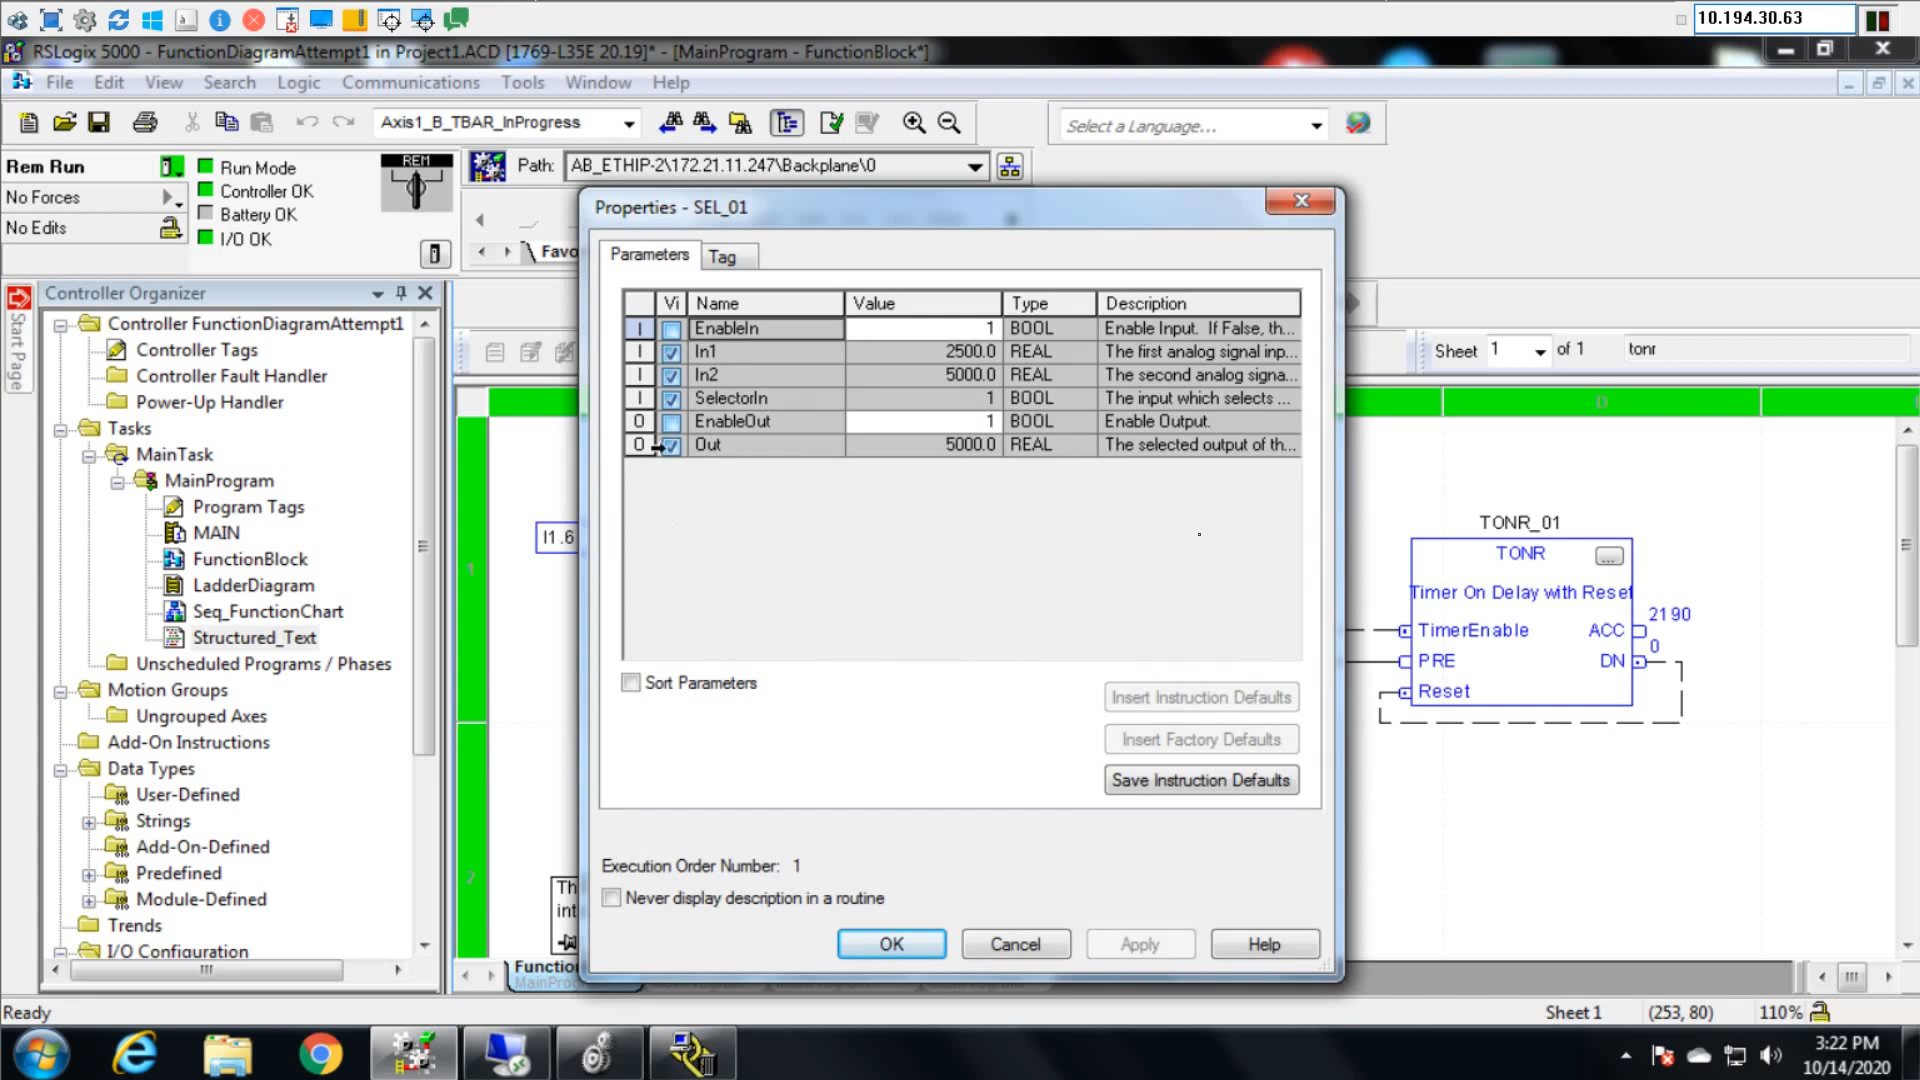 10.194.30.63
RSLogix 5000 - FunctionDiagramAttempt1 in Project1.ACD [1769-L35E 20.19]* - [MainProgram - FunctionBlock*]
File Edit View Search Logic Communications Tools Window Help
Axis1_B_TBAR_InProgress
Select a Language...
Rem Run
No Forces
No Edits
Run Mode
Controller OK
Battery OK
I/O OK
REM
Path: AB_ETHIP-2\172.21.11.247\Backplane\0
Favo
Start Page
Controller Organizer
Controller FunctionDiagramAttempt1
Controller Tags
Controller Fault Handler
Power-Up Handler
Tasks
MainTask
MainProgram
Program Tags
MAIN
FunctionBlock
LadderDiagram
Seq_FunctionChart
Structured_Text
Unscheduled Programs / Phases
Motion Groups
Ungrouped Axes
Add-On Instructions
Data Types
User-Defined
Strings
Add-On-Defined
Predefined
Module-Defined
Trends
I/O Configuration
Properties - SEL_01
Parameters Tag
Vi Name Value Type Description
I EnableIn 1 BOOL Enable Input. If False, th...
I In1 2500.0 REAL The first analog signal inp...
I In2 5000.0 REAL The second analog signa...
I SelectorIn 1 BOOL The input which selects ...
O EnableOut 1 BOOL Enable Output.
O Out 5000.0 REAL The selected output of th...
Sort Parameters
Insert Instruction Defaults
Insert Factory Defaults
Save Instruction Defaults
Execution Order Number: 1
Never display description in a routine
OK Cancel Apply Help
Sheet 1 of 1 tonr
D
1
2
I1.6
Th
int
TONR_01
TONR
...
Timer On Delay with Reset
TimerEnable ACC 2190
PRE DN 0
Reset
Function
MainPro
Ready
Sheet 1 (253, 80) 110%
3:22 PM
10/14/2020